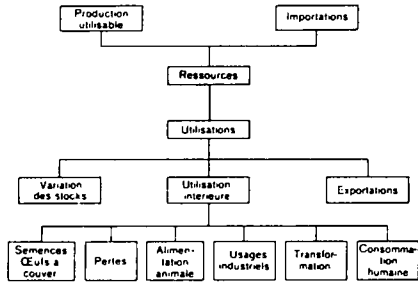 Production
utilisable
Importations
Ressources
Utilisations
Variation
des stocks
Utilisation
intérieure
Exportations
Semences
Œufs à
couver
Pertes
Alimen-
tation
animale
Usages
industriels
Transfor-
mation
Consomma-
tion
humaine